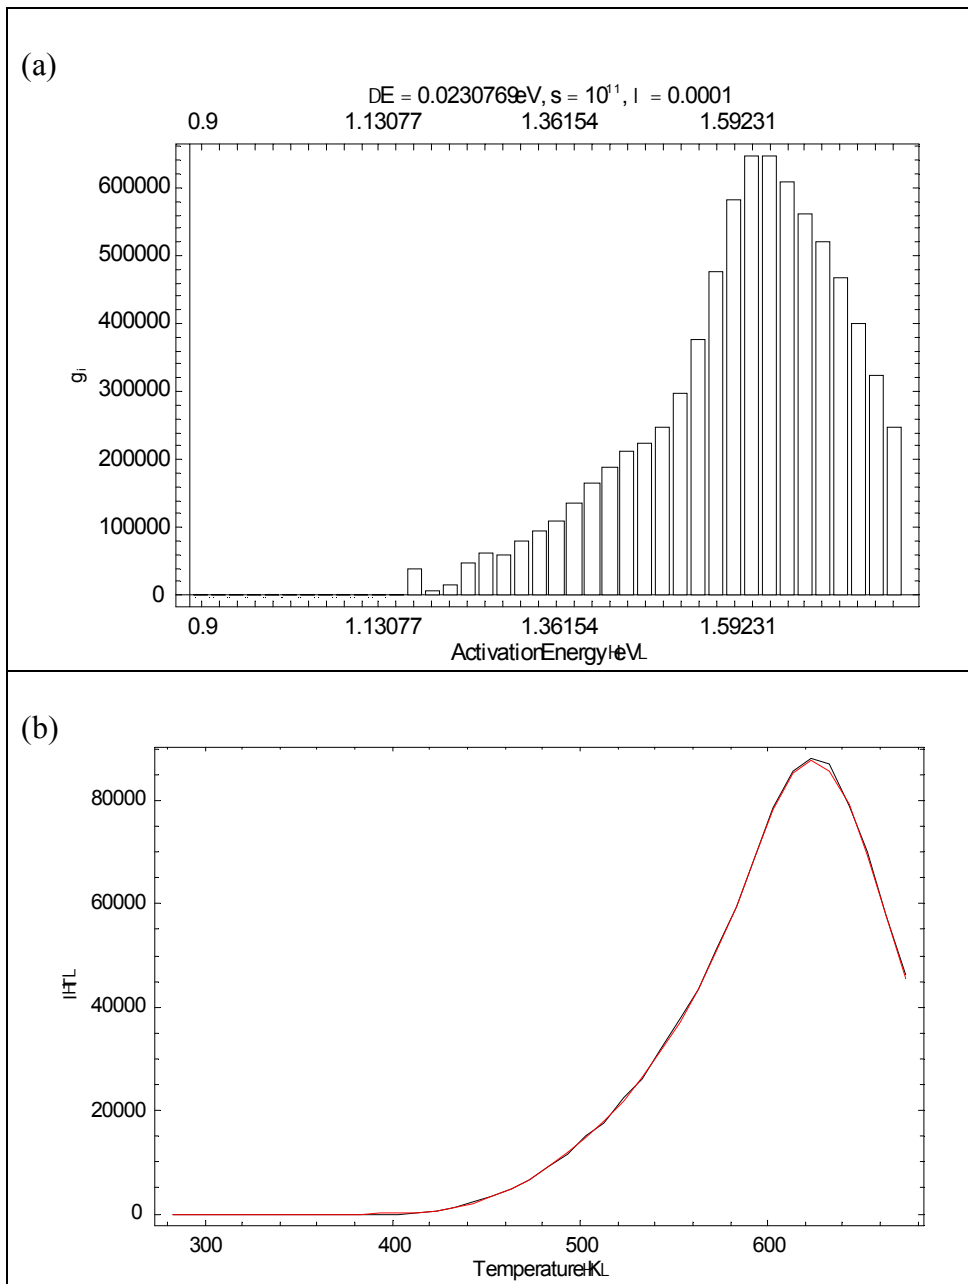 (a)
DE = 0.0230769eV, s = 10¹¹, l = 0.0001
0.9 1.13077 1.36154 1.59231
600000
500000
400000
300000
200000
100000
0
gᵢ
0.9 1.13077 1.36154 1.59231
ActivationEnergyHeVL
(b)
80000
60000
40000
20000
0
IHTL
300 400 500 600
TemperatureHKL